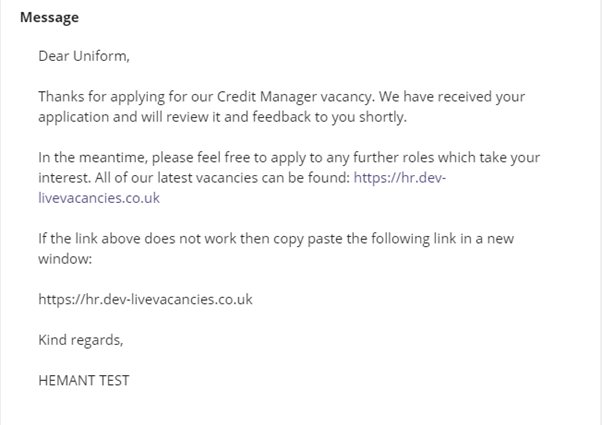 Message
Dear Uniform,
Thanks for applying for our Credit Manager vacancy. We have received your
application and will review it and feedback to you shortly.
In the meantime, please feel free to apply to any further roles which take your
interest. All of our latest vacancies can be found: https://hr.dev-
livevacancies.co.uk
If the link above does not work then copy paste the following link in a new
window:
https://hr.dev-livevacancies.co.uk
Kind regards,
HEMANT TEST